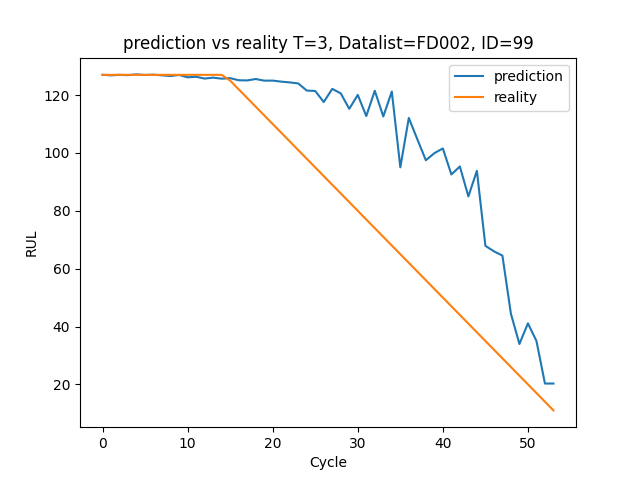 prediction vs reality T=3, Datalist=FD002, ID=99
prediction
reality
RUL
120
100
80
60
40
20
0 10 20 30 40 50
Cycle